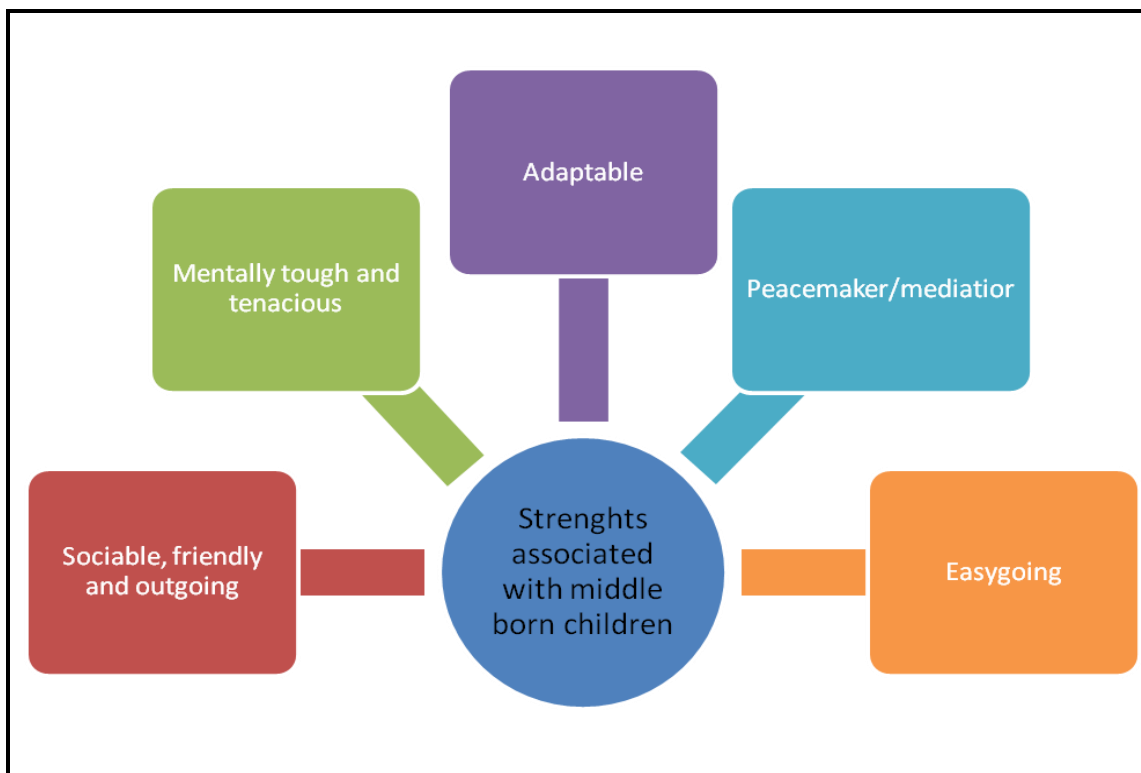 Adaptable
Mentally tough and
tenacious
Peacemaker/mediatior
Sociable, friendly
and outgoing
Strenghts
associated
with middle
born children
Easygoing